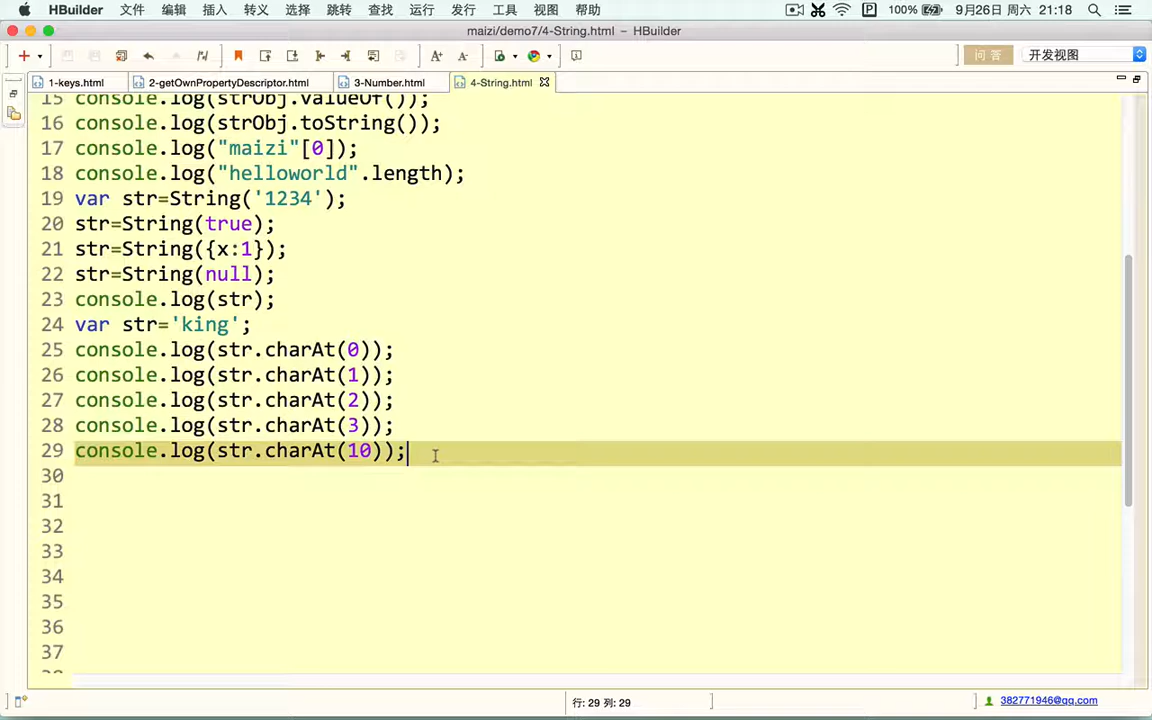 HBuilder 文件 编辑 插入 转义 选择 跳转 查找 运行 发行 工具 视图 帮助 100% 9月26日 周六 21:18
maizi/demo7/4-String.html – HBuilder
问答 开发视图
1-keys.html 2-getOwnPropertyDescriptor.html 3-Number.html 4-String.html
15 console.log(strObj.valueOf());
16 console.log(strObj.toString());
17 console.log("maizi"[0]);
18 console.log("helloworld".length);
19 var str=String('1234');
20 str=String(true);
21 str=String({x:1});
22 str=String(null);
23 console.log(str);
24 var str='king';
25 console.log(str.charAt(0));
26 console.log(str.charAt(1));
27 console.log(str.charAt(2));
28 console.log(str.charAt(3));
29 console.log(str.charAt(10));
30
31
32
33
34
35
36
37
行: 29 列: 29 382771946@qq.com